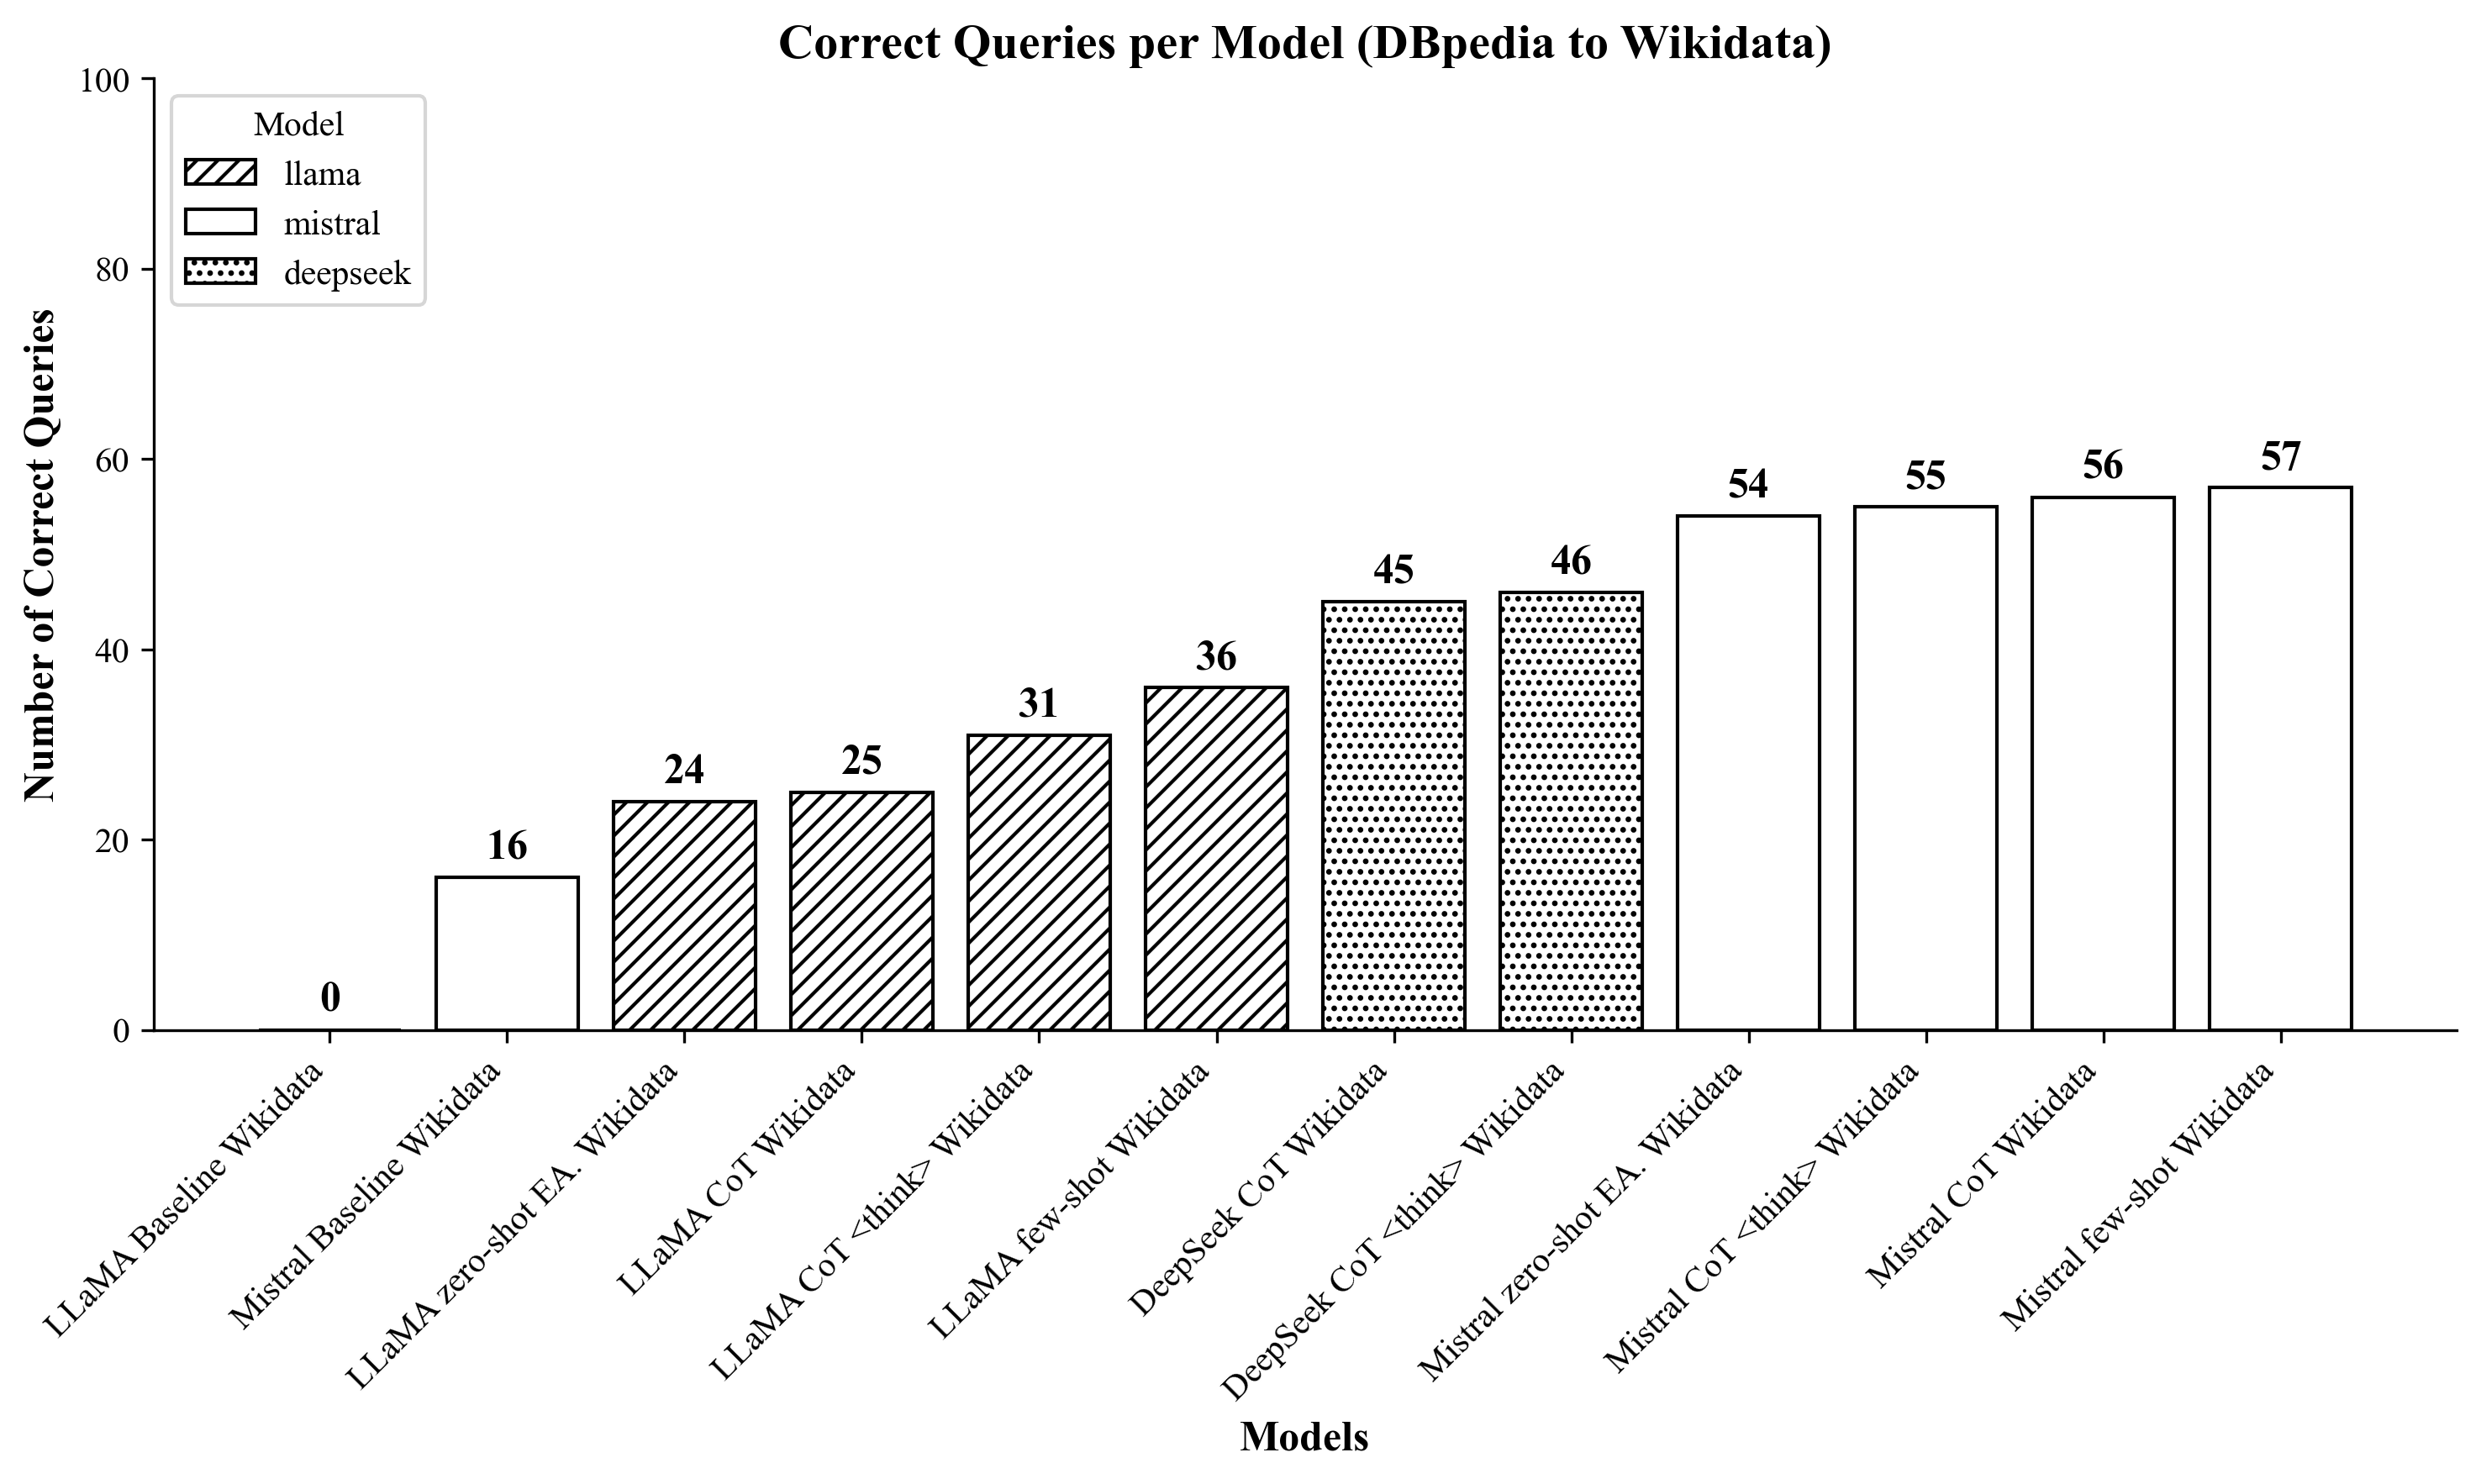 Correct Queries per Model (DBpedia to Wikidata)
Number of Correct Queries
100
80
60
40
20
0
Model
llama
mistral
deepseek
0
16
24
25
31
36
45
46
54
55
56
57
LLaMA Baseline Wikidata
Mistral Baseline Wikidata
LLaMA zero-shot EA. Wikidata
LLaMA CoT Wikidata
LLaMA CoT <think> Wikidata
LLaMA few-shot Wikidata
DeepSeek CoT Wikidata
DeepSeek CoT <think> Wikidata
Mistral zero-shot EA. Wikidata
Mistral CoT <think> Wikidata
Mistral CoT Wikidata
Mistral few-shot Wikidata
Models